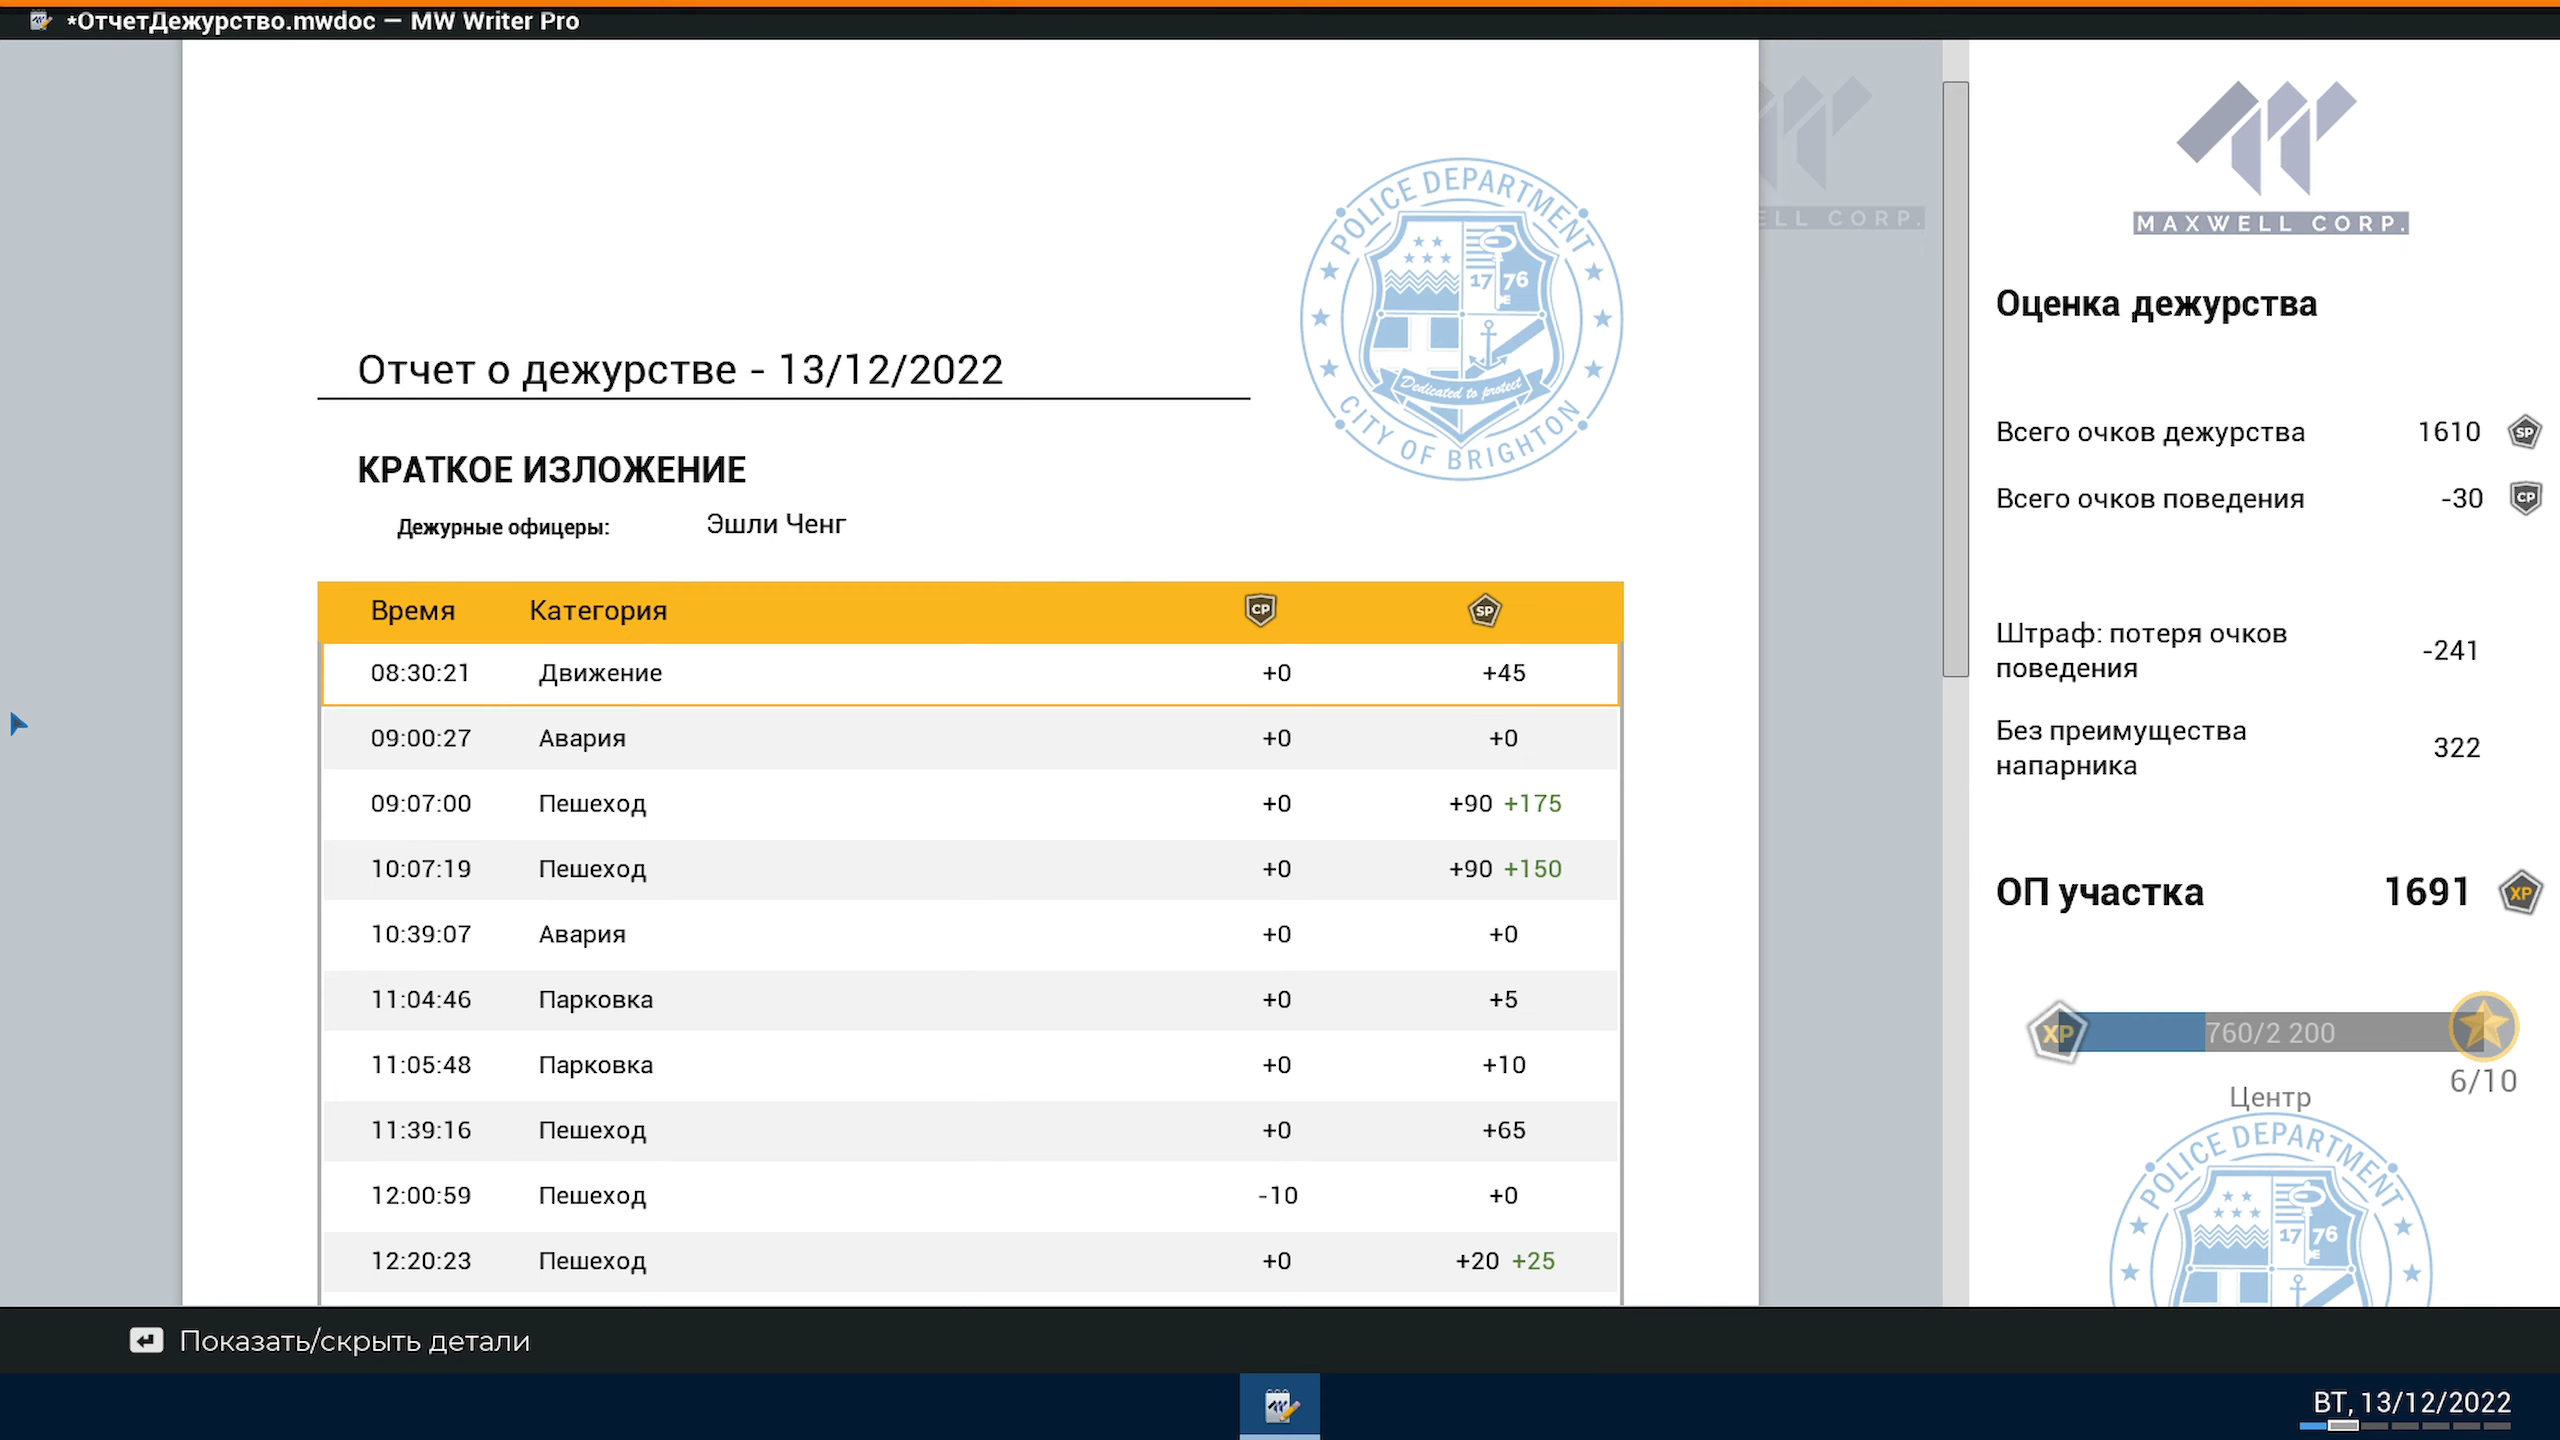 *ОтчетДежурство.mwdoc — MW Writer Pro
POLICE DEPARTMENT
1776
Dedicated to protect
CITY OF BRIGHTON
Отчет о дежурстве - 13/12/2022
КРАТКОЕ ИЗЛОЖЕНИЕ
Дежурные офицеры: Эшли Ченг
Время Категория CP SP
08:30:21 Движение +0 +45
09:00:27 Авария +0 +0
09:07:00 Пешеход +0 +90 +175
10:07:19 Пешеход +0 +90 +150
10:39:07 Авария +0 +0
11:04:46 Парковка +0 +5
11:05:48 Парковка +0 +10
11:39:16 Пешеход +0 +65
12:00:59 Пешеход -10 +0
12:20:23 Пешеход +0 +20 +25
ELL CORP.
MAXWELL CORP.
Оценка дежурства
Всего очков дежурства 1610 SP
Всего очков поведения -30 CP
Штраф: потеря очков
поведения -241
Без преимущества
напарника 322
ОП участка 1691 XP
XP 760/2 200
6/10
Центр
POLICE DEPARTMENT
1776
Показать/скрыть детали
ВТ, 13/12/2022